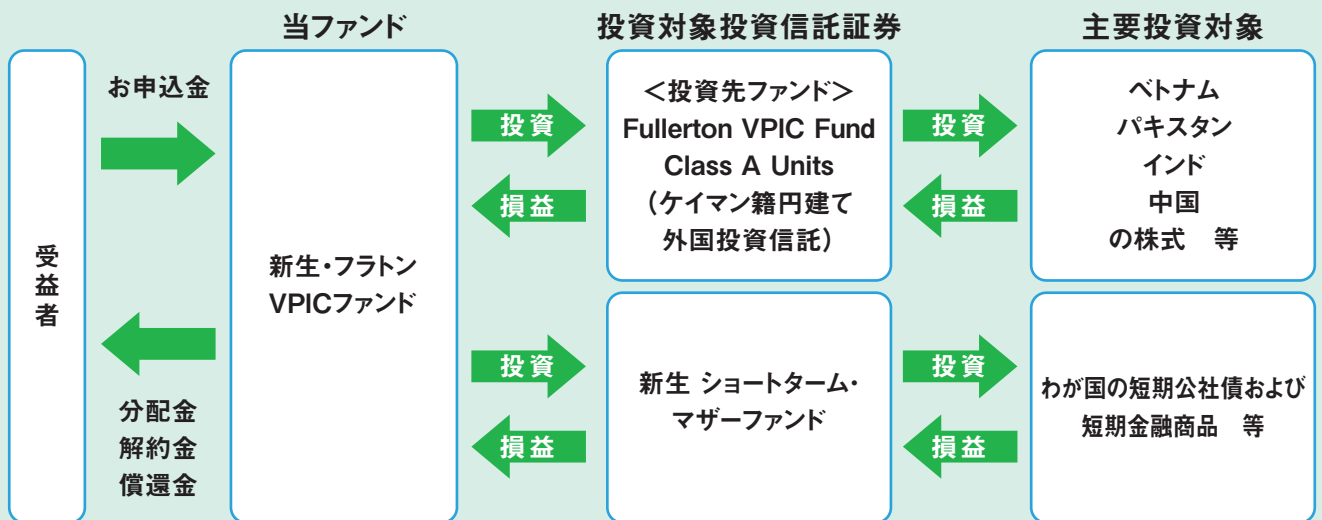 当ファンド
投資対象投資信託証券
主要投資対象
受益者
お申込金
分配金
解約金
償還金
新生・フラトン
VPICファンド
投資
損益
<投資先ファンド>
Fullerton VPIC Fund
Class A Units
(ケイマン籍円建て
外国投資信託)
投資
損益
ベトナム
パキスタン
インド
中国
の株式 等
投資
損益
新生 ショートターム・
マザーファンド
投資
損益
わが国の短期公社債および
短期金融商品 等